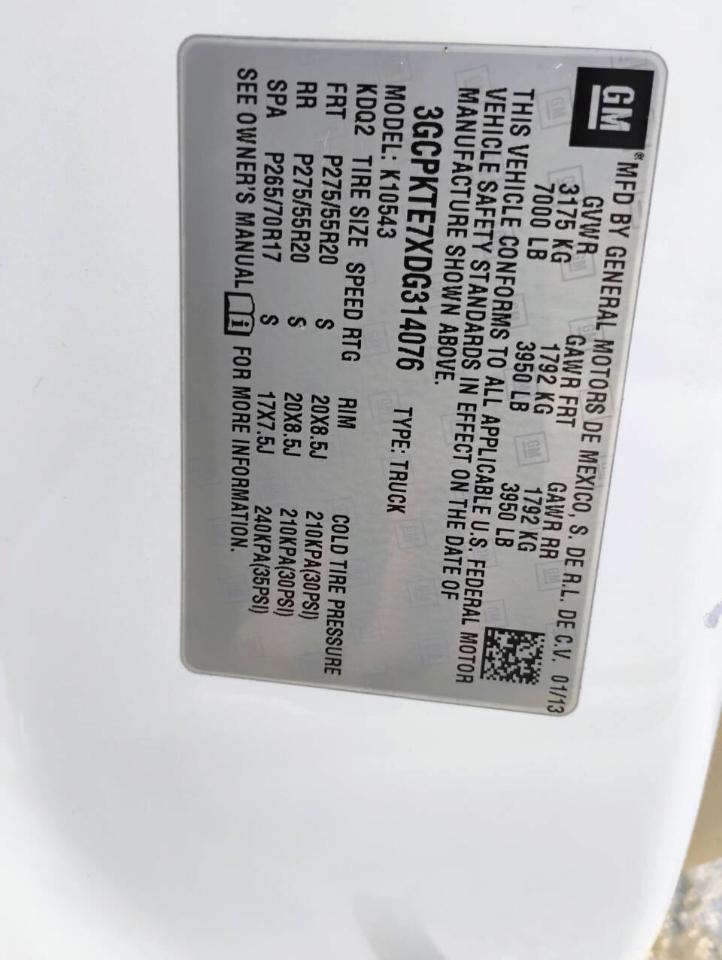 GM
® MFD BY GENERAL MOTORS DE MEXICO, S. DE R.L. DE C.V. 01/13
GVWR GAWR FRT GAWR RR
3175 KG 1792 KG 1792 KG
7000 LB 3950 LB 3950 LB
THIS VEHICLE CONFORMS TO ALL APPLICABLE U.S. FEDERAL MOTOR
VEHICLE SAFETY STANDARDS IN EFFECT ON THE DATE OF
MANUFACTURE SHOWN ABOVE.
3GCPKTE7XDG314076 TYPE: TRUCK
MODEL: K10543
KDQ2 TIRE SIZE SPEED RTG RIM COLD TIRE PRESSURE
FRT P275/55R20 S 20X8.5J 210KPA(30PSI)
RR P275/55R20 S 20X8.5J 210KPA(30PSI)
SPA P265/70R17 S 17X7.5J 240KPA(35PSI)
SEE OWNER'S MANUAL FOR MORE INFORMATION.